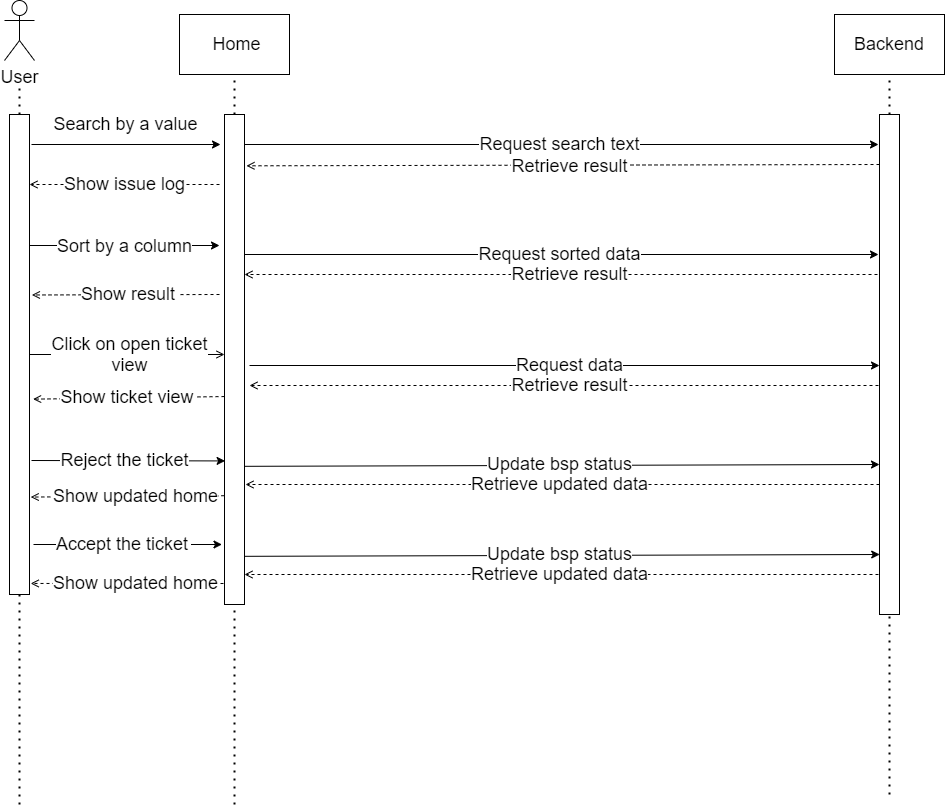 Home
Backend
User
Search by a value
Request search text
Retrieve result
Show issue log
Sort by a column
Request sorted data
Retrieve result
Show result
Click on open ticket
view
Request data
Retrieve result
Show ticket view
Reject the ticket
Update bsp status
Retrieve updated data
Show updated home
Accept the ticket
Update bsp status
Retrieve updated data
Show updated home